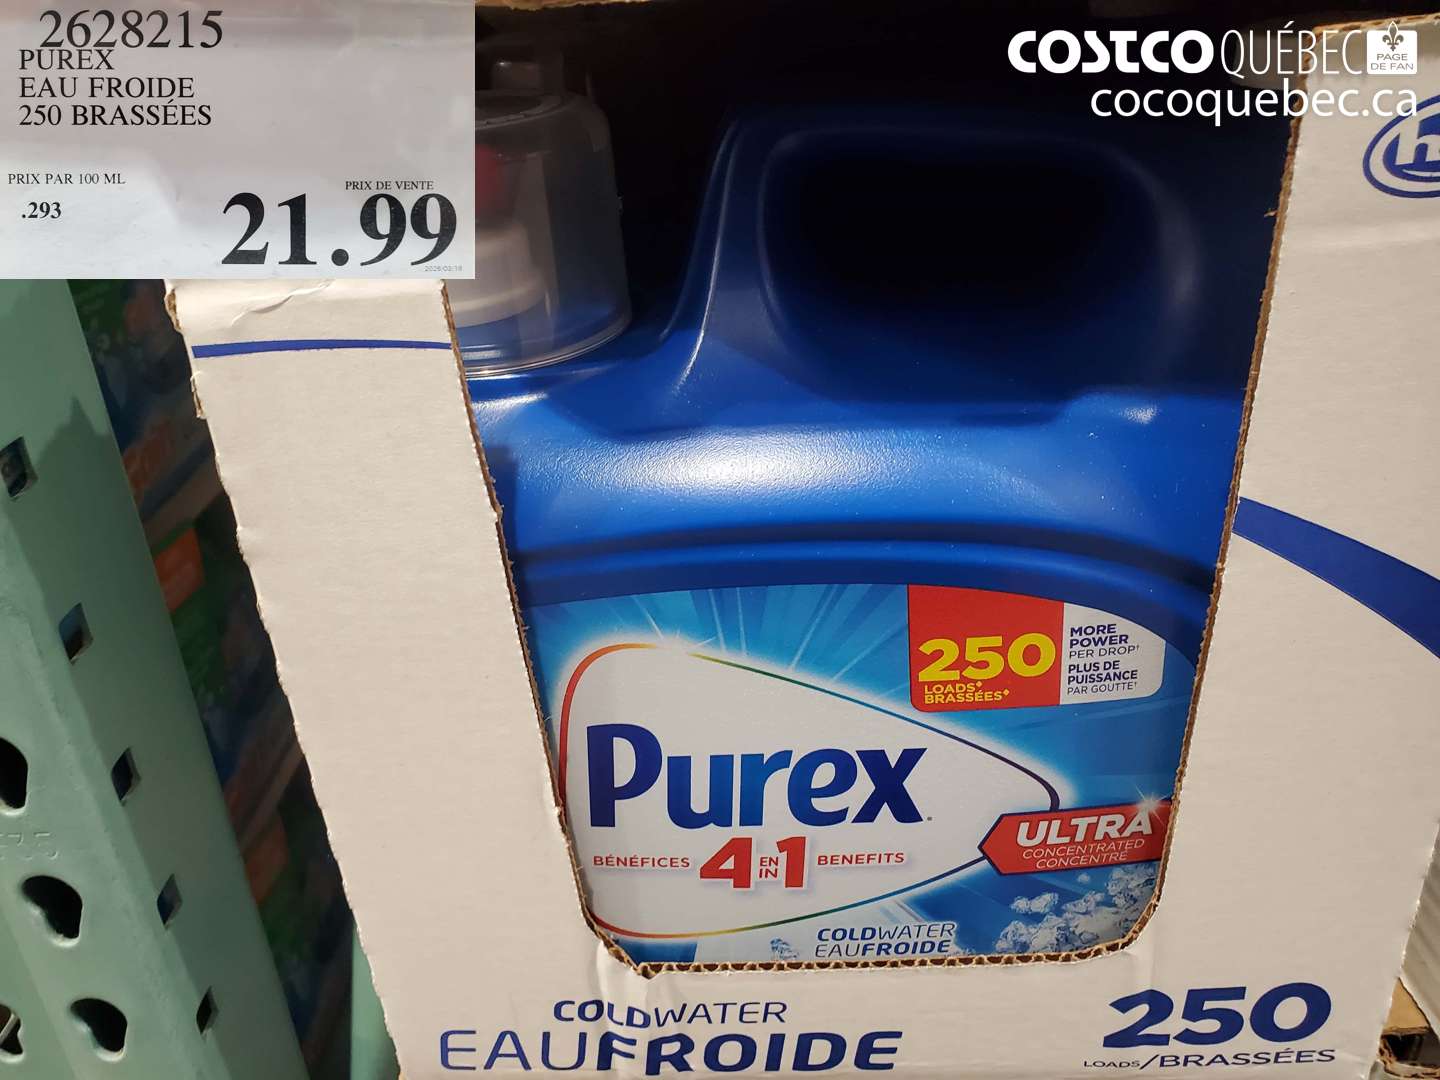 2628215
PUREX
EAU FROIDE
250 BRASSÉES
PRIX PAR 100 ML
.293
PRIX DE VENTE
21.99
COSTCO QUÉBEC
PAGE
DE FAN
cocoquebec.ca
250
LOADS♦
BRASSÉES♦
MORE
POWER
PER DROP†
PLUS DE
PUISSANCE
PAR GOUTTE†
Purex.
BÉNÉFICES 4 EN IN 1 BENEFITS
ULTRA
CONCENTRATED
CONCENTRÉ
COLDWATER
EAUFROIDE
COLDWATER
EAUFROIDE
250
LOADS/BRASSÉES